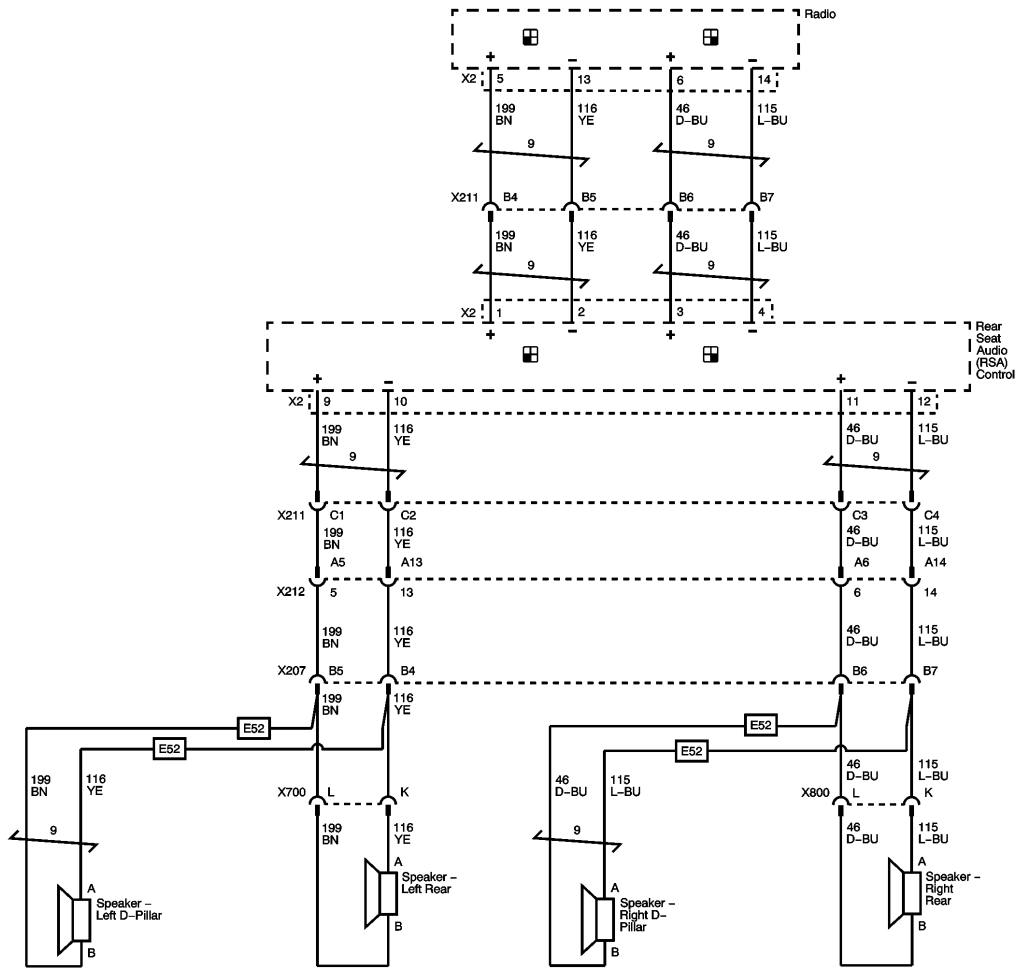 Radio
+ − + −
X2 5 13 6 14
199 116 46 115
BN YE D–BU L–BU
9 9
X211 B4 B5 B6 B7
199 116 46 115
BN YE D–BU L–BU
9 9
X2 1 2 3 4
+ − + −
Rear
Seat
Audio
(RSA)
Control
+ − + −
X2 9 10 11 12
199 116 46 115
BN YE D–BU L–BU
9 9
X211 C1 C2 C3 C4
199 116 46 115
BN YE D–BU L–BU
A5 A13 A6 A14
X212 5 13 6 14
199 116 46 115
BN YE D–BU L–BU
X207 B5 B4 B6 B7
199 116
BN YE
E52 E52
E52 E52
46 115
D–BU L–BU
199 116 46 115
BN YE D–BU L–BU
X700 L K X800 L K
199 116 46 115
BN YE D–BU L–BU
9 9
A A
Speaker –
Left Rear
Speaker –
Right
Rear
B B
A A
Speaker –
Left D–Pillar
Speaker –
Right D–
Pillar
B B